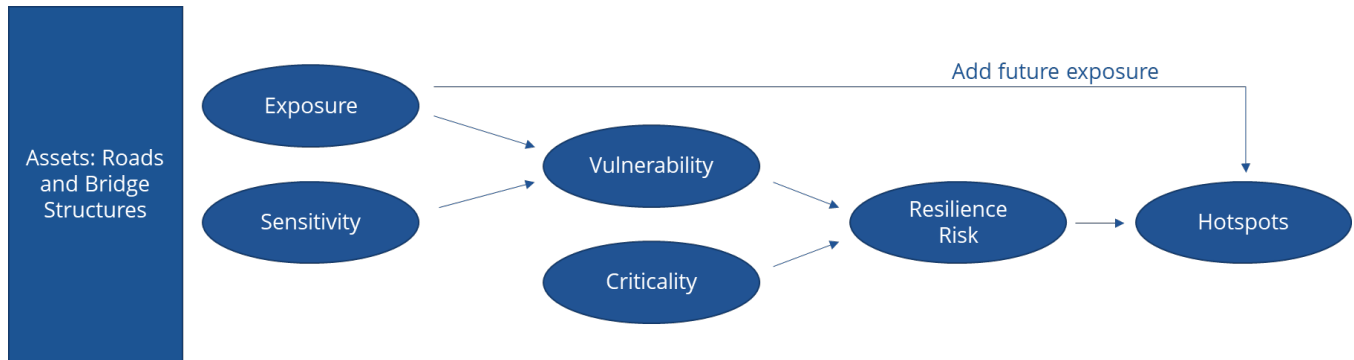 Assets: Roads
and Bridge
Structures
Exposure
Sensitivity
Vulnerability
Criticality
Resilience
Risk
Add future exposure
Hotspots